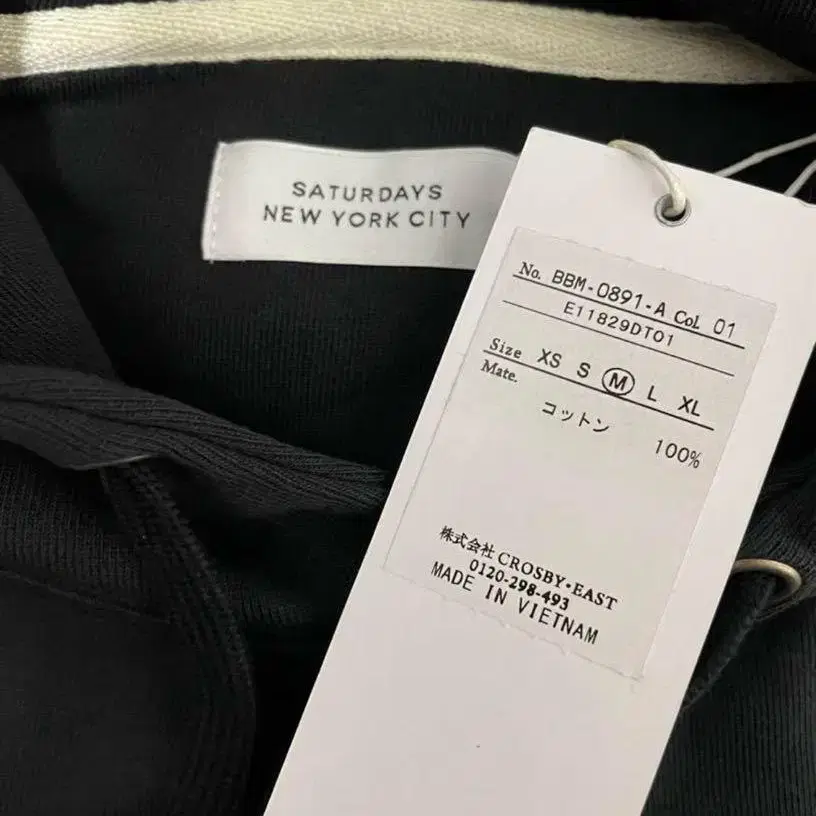 SATURDAYS
NEW YORK CITY
No. BBM-0891-A CoL 01
E11829DT01
Size XS S M L XL
Mate.
コットン 100%
株式会社 CROSBY・EAST
0120-298-493
MADE IN VIETNAM